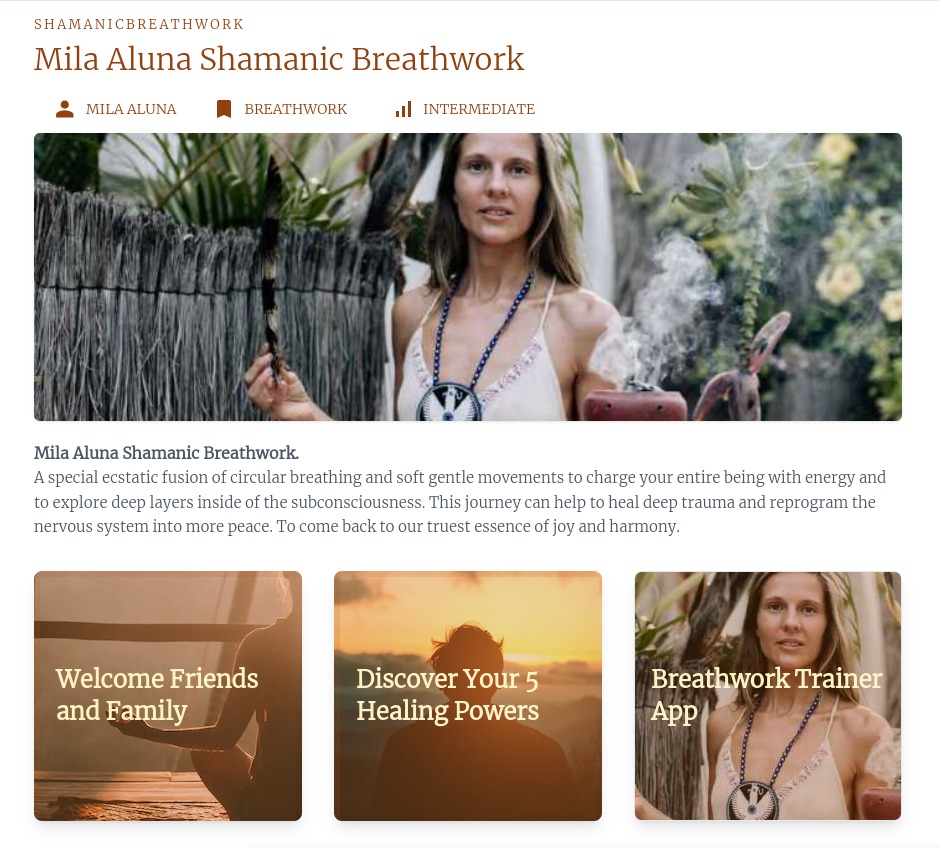 SHAMANICBREATHWORK
Mila Aluna Shamanic Breathwork
MILA ALUNA BREATHWORK INTERMEDIATE
Mila Aluna Shamanic Breathwork.
A special ecstatic fusion of circular breathing and soft gentle movements to charge your entire being with energy and
to explore deep layers inside of the subconsciousness. This journey can help to heal deep trauma and reprogram the
nervous system into more peace. To come back to our truest essence of joy and harmony.
Welcome Friends
and Family
Discover Your 5
Healing Powers
Breathwork Trainer
App